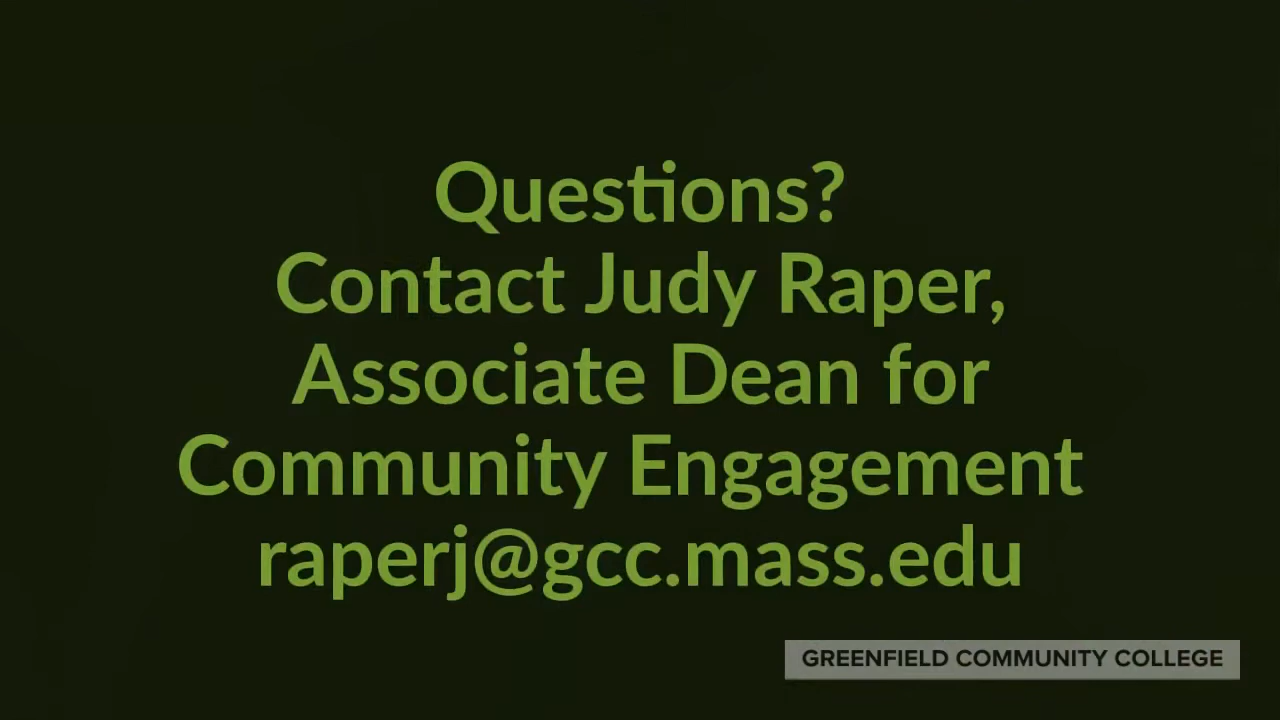 Questions?
Contact Judy Raper,
Associate Dean for
Community Engagement
raperj@gcc.mass.edu
GREENFIELD COMMUNITY COLLEGE